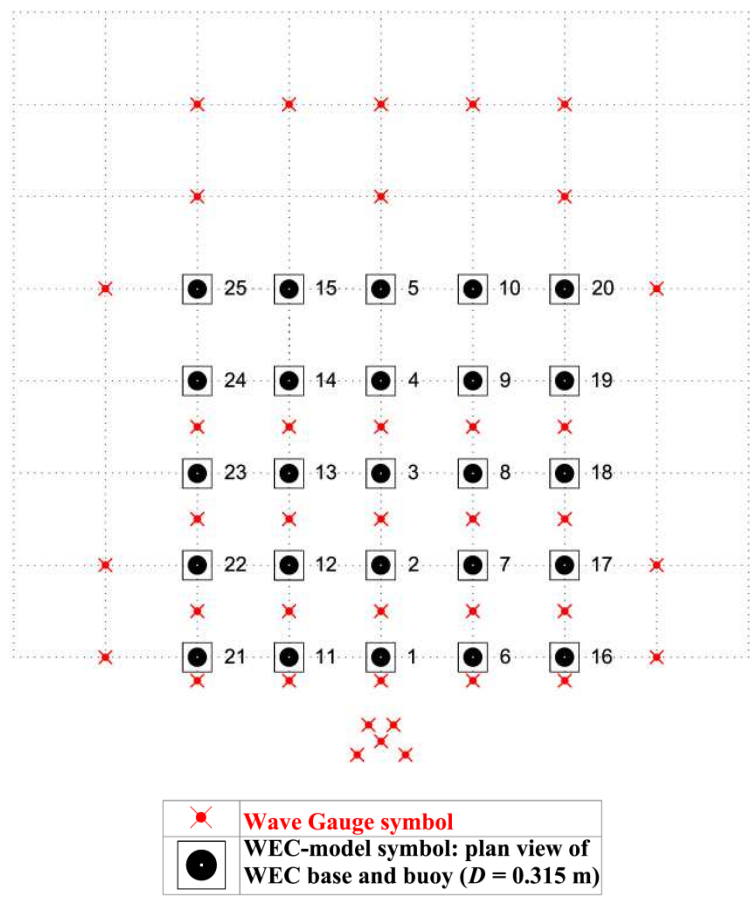 25 15 5 10 20
24 14 4 9 19
23 13 3 8 18
22 12 2 7 17
21 11 1 6 16
Wave Gauge symbol
WEC-model symbol: plan view of
WEC base and buoy (D = 0.315 m)